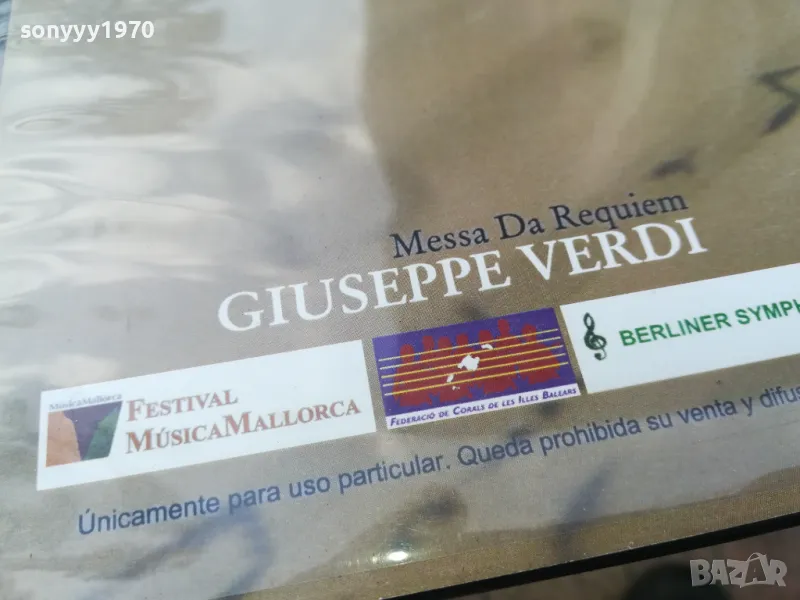 sonyyy1970
Messa Da Requiem
GIUSEPPE VERDI
MúsicaMallorca
FESTIVAL
MÚSICAMALLORCA
FEDERACIÓ DE CORALS DE LES ILLES BALEARS
BERLINER SYMPH
Únicamente para uso particular. Queda prohibida su venta y difus
BAZAR